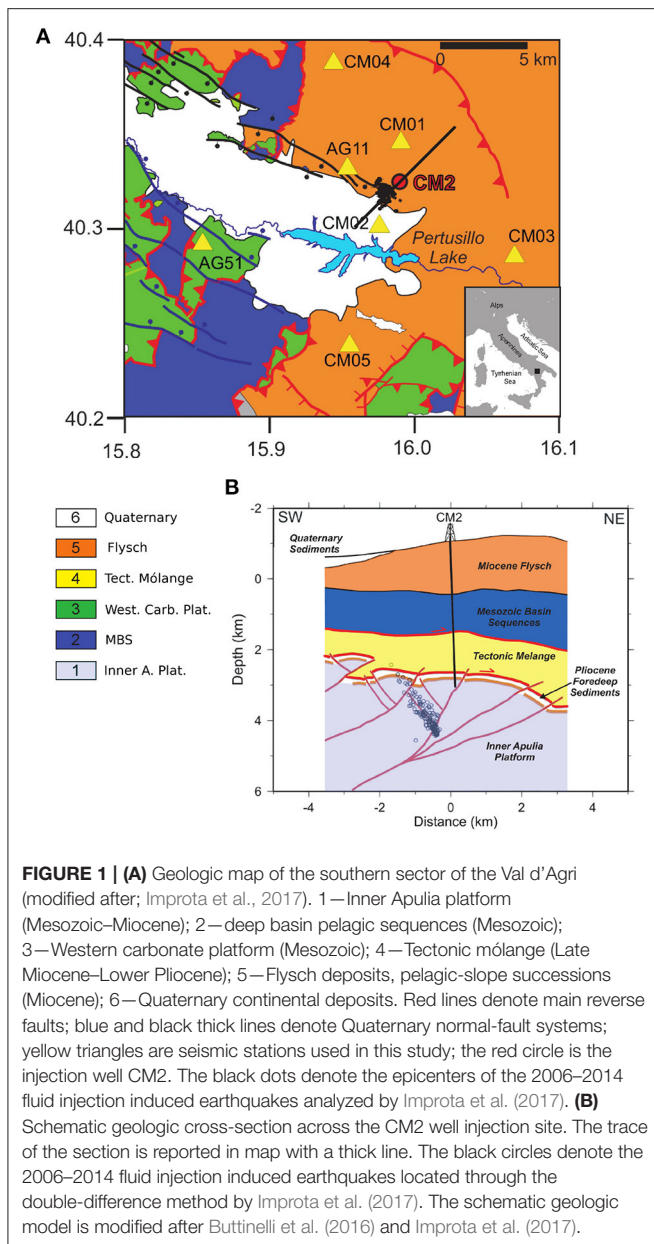 A
40.4
40.3
40.2
15.8
15.9
16.0
16.1
0
5 km
CM04
CM01
AG11
CM2
CM02
CM03
Pertusillo
Lake
AG51
CM05
Alps
Apennines
Adriatic Sea
Tyrrhenian
Sea
6 Quaternary
5 Flysch
4 Tect. Mólange
3 West. Carb. Plat.
2 MBS
1 Inner A. Plat.
B
SW
CM2
NE
Quaternary
Sediments
Miocene Flysch
Mesozoic Basin
Sequences
Tectonic Melange
Pliocene
Foredeep
Sediments
Inner Apulia
Platform
-2
0
2
4
6
Depth (km)
-4
-2
0
2
4
Distance (km)
FIGURE 1 | (A) Geologic map of the southern sector of the Val d'Agri
(modified after; Improta et al., 2017). 1—Inner Apulia platform
(Mesozoic–Miocene); 2—deep basin pelagic sequences (Mesozoic);
3—Western carbonate platform (Mesozoic); 4—Tectonic mólange (Late
Miocene–Lower Pliocene); 5—Flysch deposits, pelagic-slope successions
(Miocene); 6—Quaternary continental deposits. Red lines denote main reverse
faults; blue and black thick lines denote Quaternary normal-fault systems;
yellow triangles are seismic stations used in this study; the red circle is the
injection well CM2. The black dots denote the epicenters of the 2006–2014
fluid injection induced earthquakes analyzed by Improta et al. (2017). (B)
Schematic geologic cross-section across the CM2 well injection site. The trace
of the section is reported in map with a thick line. The black circles denote the
2006–2014 fluid injection induced earthquakes located through the
double-difference method by Improta et al. (2017). The schematic geologic
model is modified after Buttinelli et al. (2016) and Improta et al. (2017).